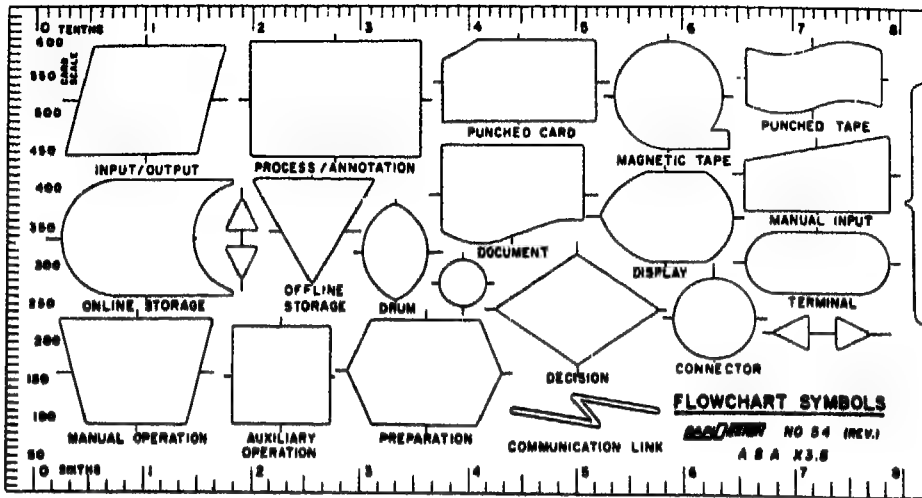 0 TENTHS 1 2 3 4 5 6 7 8
600
CARD
SCALE
550
500
450
INPUT/OUTPUT
PROCESS/ANNOTATION
PUNCHED CARD
MAGNETIC TAPE
PUNCHED TAPE
400
350
300
250
ONLINE STORAGE
OFFLINE
STORAGE
DRUM
DOCUMENT
DISPLAY
MANUAL INPUT
TERMINAL
200
150
100
MANUAL OPERATION
AUXILIARY
OPERATION
PREPARATION
DECISION
CONNECTOR
COMMUNICATION LINK
FLOWCHART SYMBOLS
NO 54 (REV.)
A S A X3.5
50
0 1 2 3 4 5 6 7 8